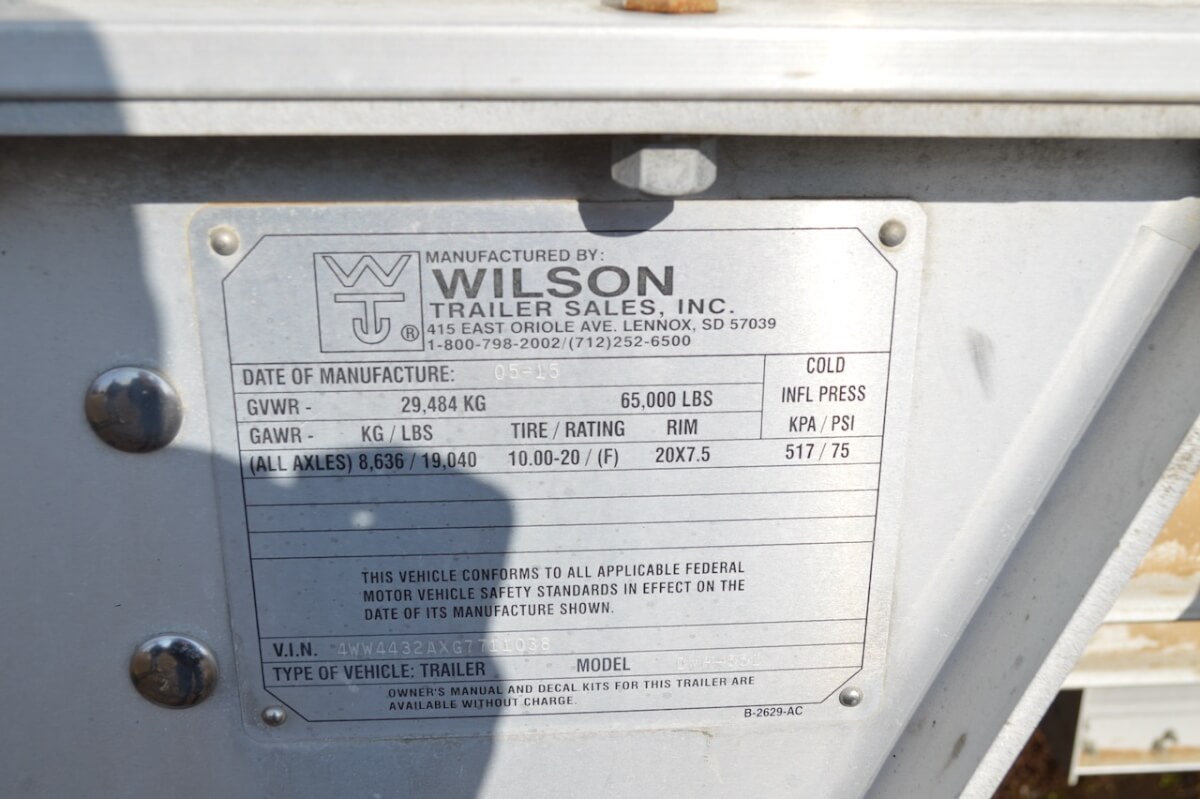 MANUFACTURED BY:
WILSON
TRAILER SALES, INC.
415 EAST ORIOLE AVE. LENNOX, SD 57039
1-800-798-2002/(712)252-6500
®
DATE OF MANUFACTURE: 05-15
COLD
INFL PRESS
KPA / PSI
GVWR - 29,484 KG 65,000 LBS
GAWR - KG / LBS TIRE / RATING RIM
(ALL AXLES) 8,636 / 19,040 10.00-20 / (F) 20X7.5 517 / 75
THIS VEHICLE CONFORMS TO ALL APPLICABLE FEDERAL
MOTOR VEHICLE SAFETY STANDARDS IN EFFECT ON THE
DATE OF ITS MANUFACTURE SHOWN.
V.I.N.
TYPE OF VEHICLE: TRAILER MODEL
OWNER'S MANUAL AND DECAL KITS FOR THIS TRAILER ARE
AVAILABLE WITHOUT CHARGE.
B-2629-AC